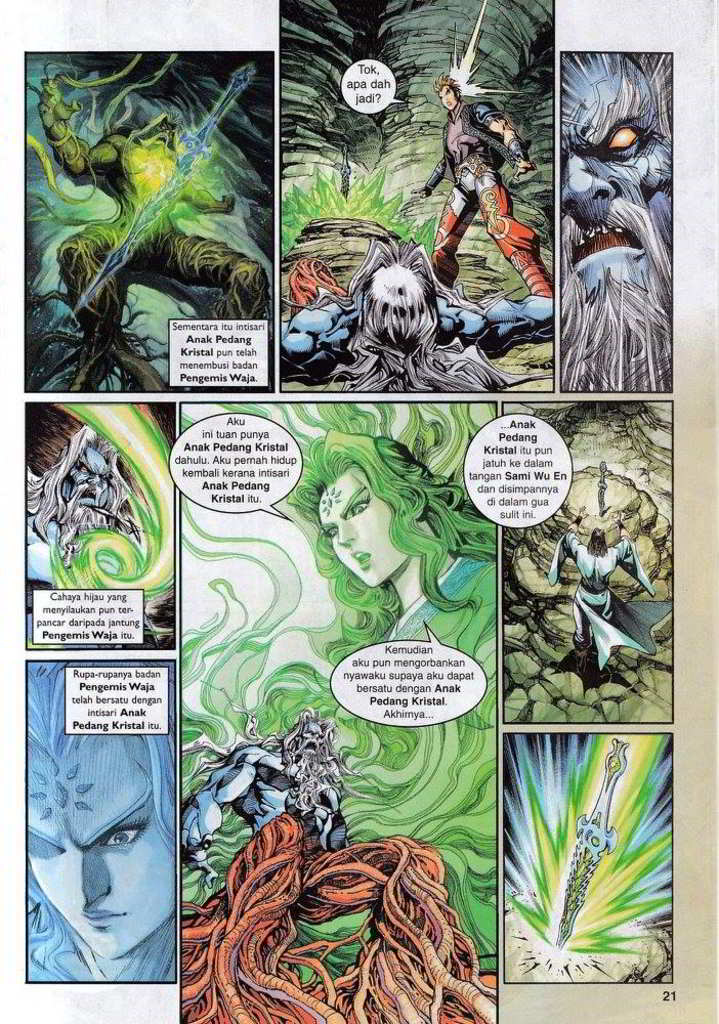 Sementara itu intisari
Anak Pedang
Kristal pun telah
menembusi badan
Pengemis Waja.
Tok,
apa dah
jadi?
Cahaya hijau yang
menyilaukan pun ter-
pancar daripada jantung
Pengemis Waja itu.
Aku
ini tuan punya
Anak Pedang Kristal
dahulu. Aku pernah hidup
kembali kerana intisari
Anak Pedang
Kristal itu.
Kemudian
aku pun mengorbankan
nyawaku supaya aku dapat
bersatu dengan Anak
Pedang Kristal.
Akhirnya...
...Anak
Pedang
Kristal itu pun
jatuh ke dalam
tangan Sami Wu En
dan disimpannya
di dalam gua
sulit ini.
Rupa-rupanya badan
Pengemis Waja
telah bersatu dengan
intisari Anak
Pedang Kristal itu.
21